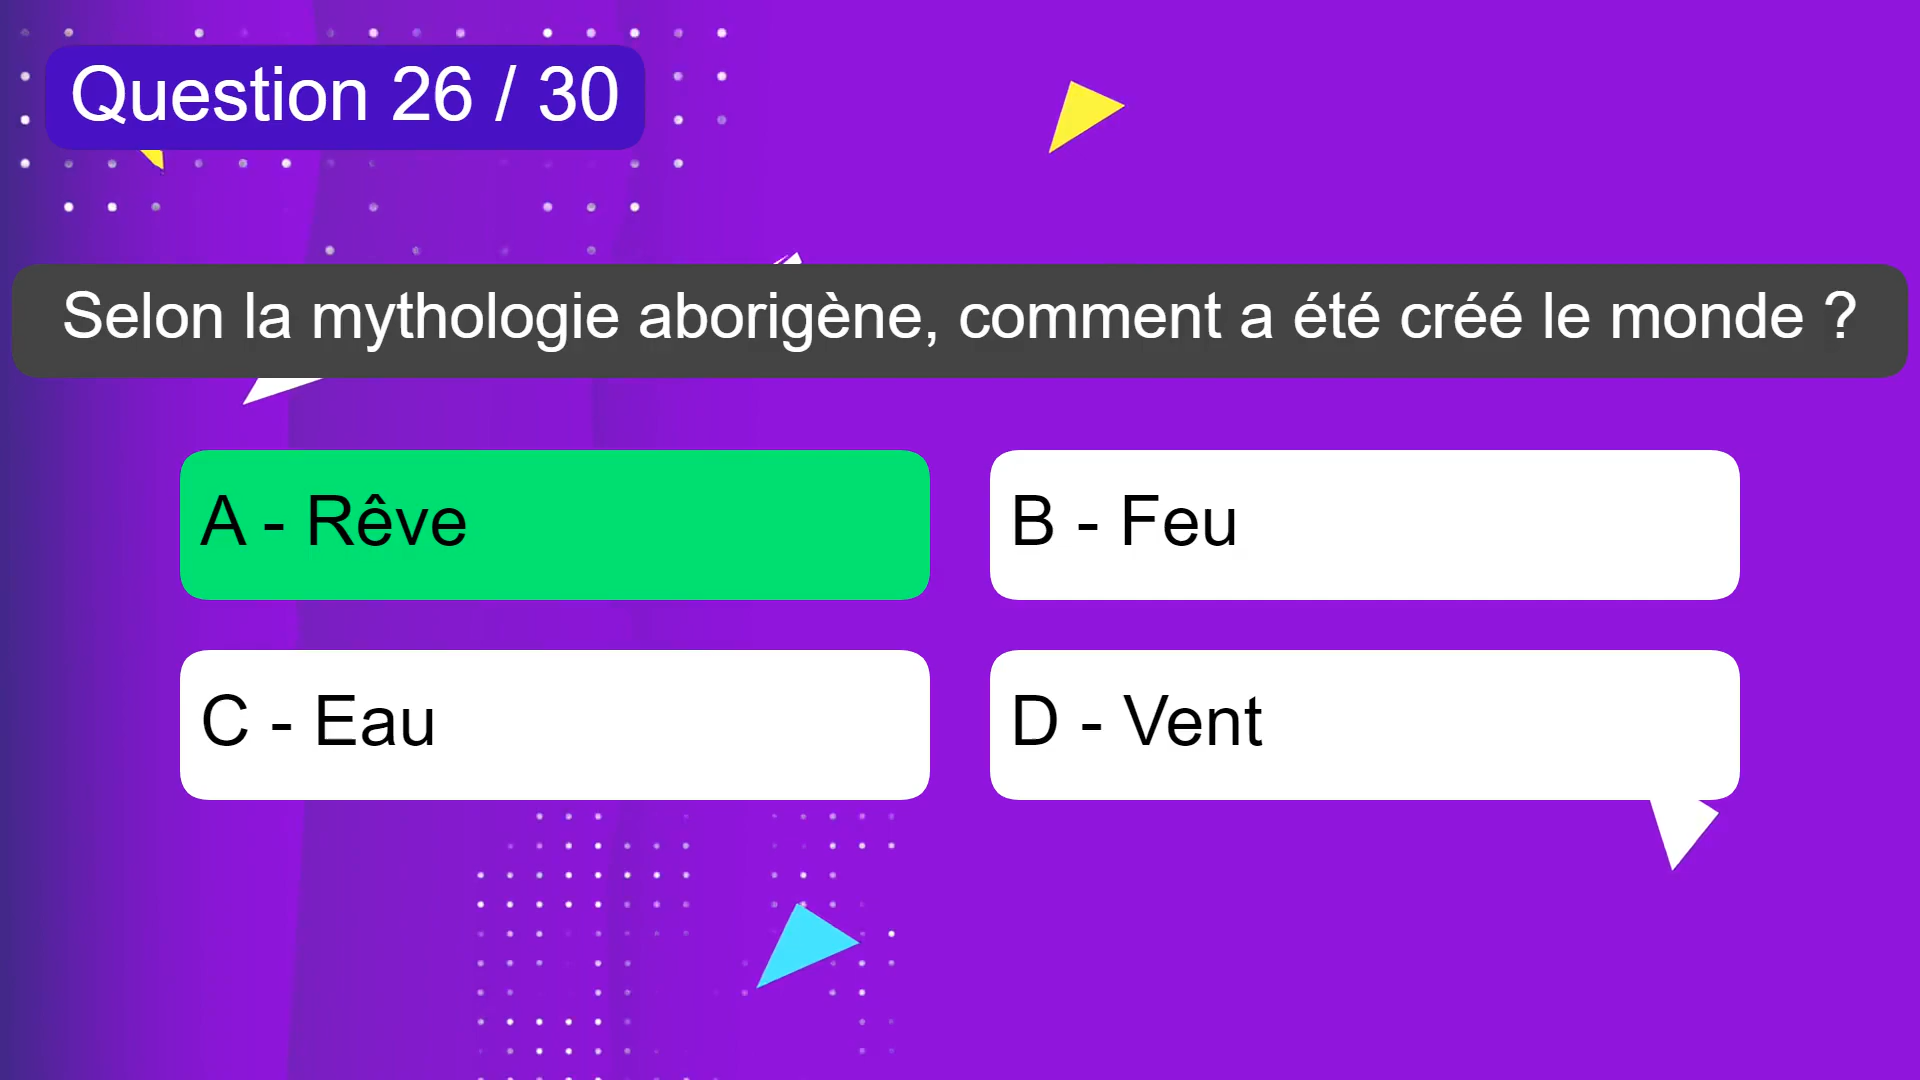 Question 26 / 30
Selon la mythologie aborigène, comment a été créé le monde ?
A - Rêve
B - Feu
C - Eau
D - Vent